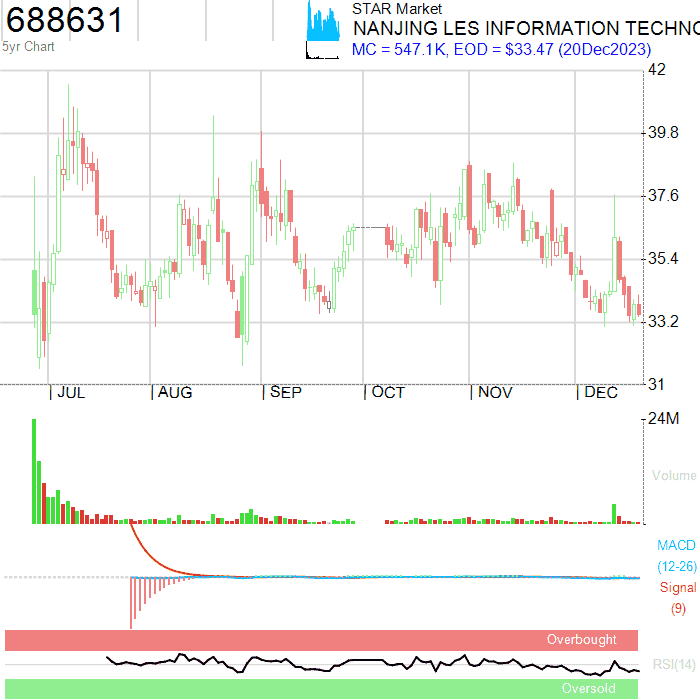 688631
5yr Chart
STAR Market
NANJING LES INFORMATION TECHNO
MC = 547.1K, EOD = $33.47 (20Dec2023)
42
39.8
37.6
35.4
33.2
31
JUL AUG SEP OCT NOV DEC
24M
Volume
MACD
(12-26)
Signal
(9)
Overbought
RSI(14)
Oversold